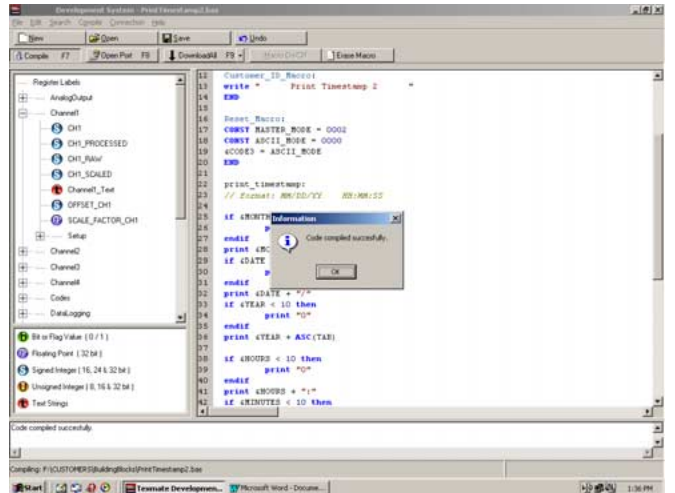 Development System - PrintTimestamp2.bas
File Edit Search Compile Connection Help
New Open Save Undo
Compile F7 Open Port F8 Download F9 Macro On/Off Erase Macro
Register Labels
AnalogOutput
Channel1
CH1
CH1_PROCESSED
CH1_RAW
CH1_SCALED
Channel1_Text
OFFSET_CH1
SCALE_FACTOR_CH1
Setup
Channel2
Channel3
Channel4
Codes
DataLogging
Bit or Flag Value ( 0 / 1 )
Floating Point ( 32 bit )
Signed Integer ( 16, 24 & 32 bit )
Unsigned Integer ( 8, 16 & 32 bit )
Text Strings
12 Customer_ID_Macro:
13 write " Print Timestamp 2 "
14 END
15
16 Reset_Macro:
17 CONST MASTER_MODE = 0002
18 CONST ASCII_MODE = 0000
19 &CODE3 = ASCII_MODE
20 END
21
22 print_timestamp:
23 // Format: MM/DD/YY HH:MM:SS
24
25 if &MONTH
26 p
27 endif
28 print &MO
29 if &DATE
30 p
31 endif
32 print &DATE + "/"
33 if &YEAR < 10 then
34 print "0"
35 endif
36 print &YEAR + ASC(TAB)
37
38 if &HOURS < 10 then
39 print "0"
40 endif
41 print &HOURS + ":"
42 if &MINUTES < 10 then
Information
Code compiled succesfully.
OK
Code compiled succesfully.
Compiling: F:\CUSTOMERS\BuildingBlocks\PrintTimestamp2.bas
Start Texmate Developmen... Microsoft Word - Docume... 1:36 PM